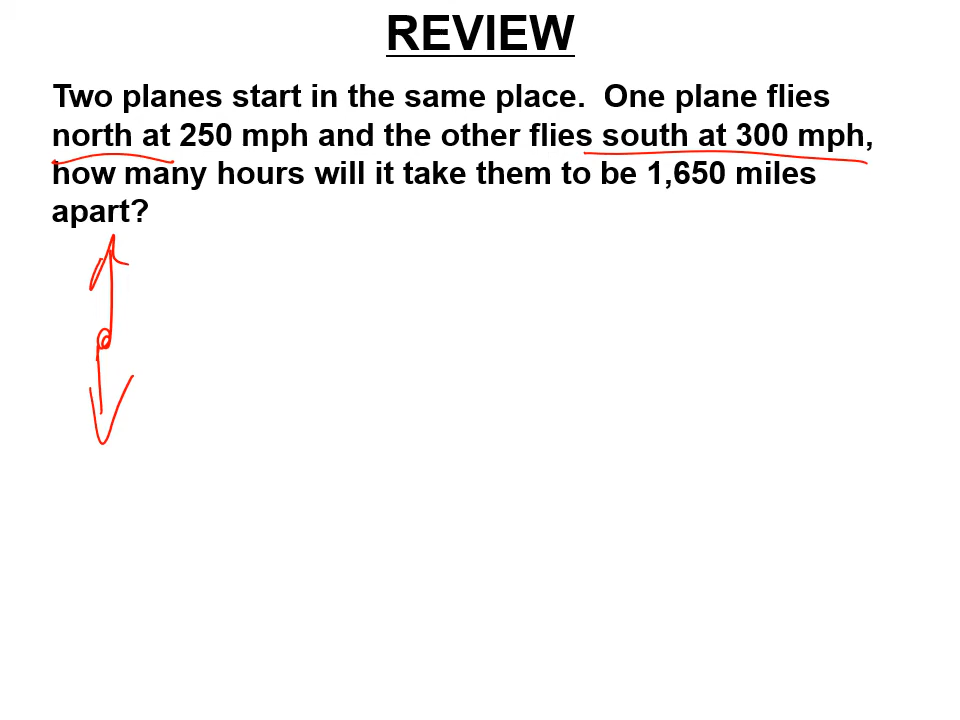 REVIEW
Two planes start in the same place.  One plane flies
north at 250 mph and the other flies south at 300 mph,
how many hours will it take them to be 1,650 miles
apart?